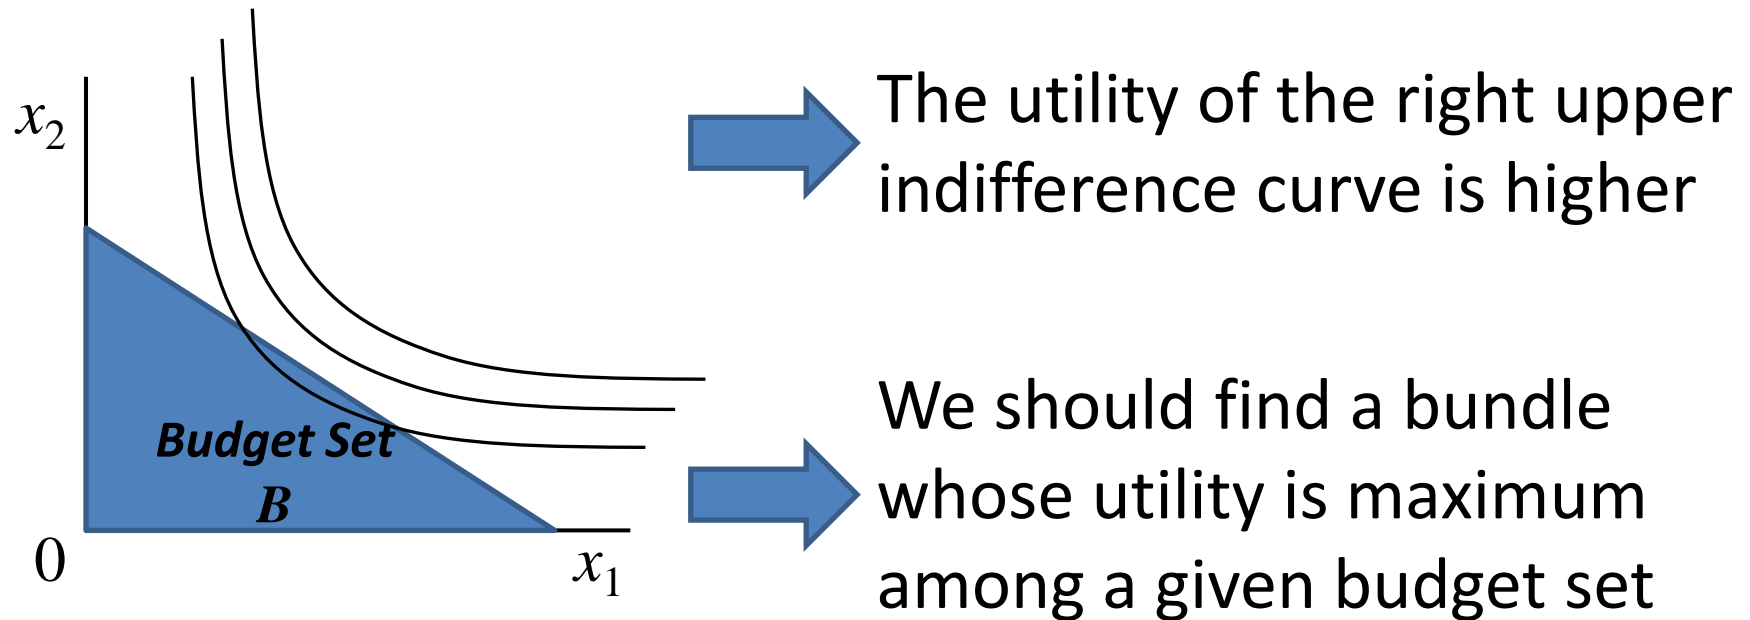 x₂
Budget Set
B
0
x₁
The utility of the right upper
indifference curve is higher
We should find a bundle
whose utility is maximum
among a given budget set